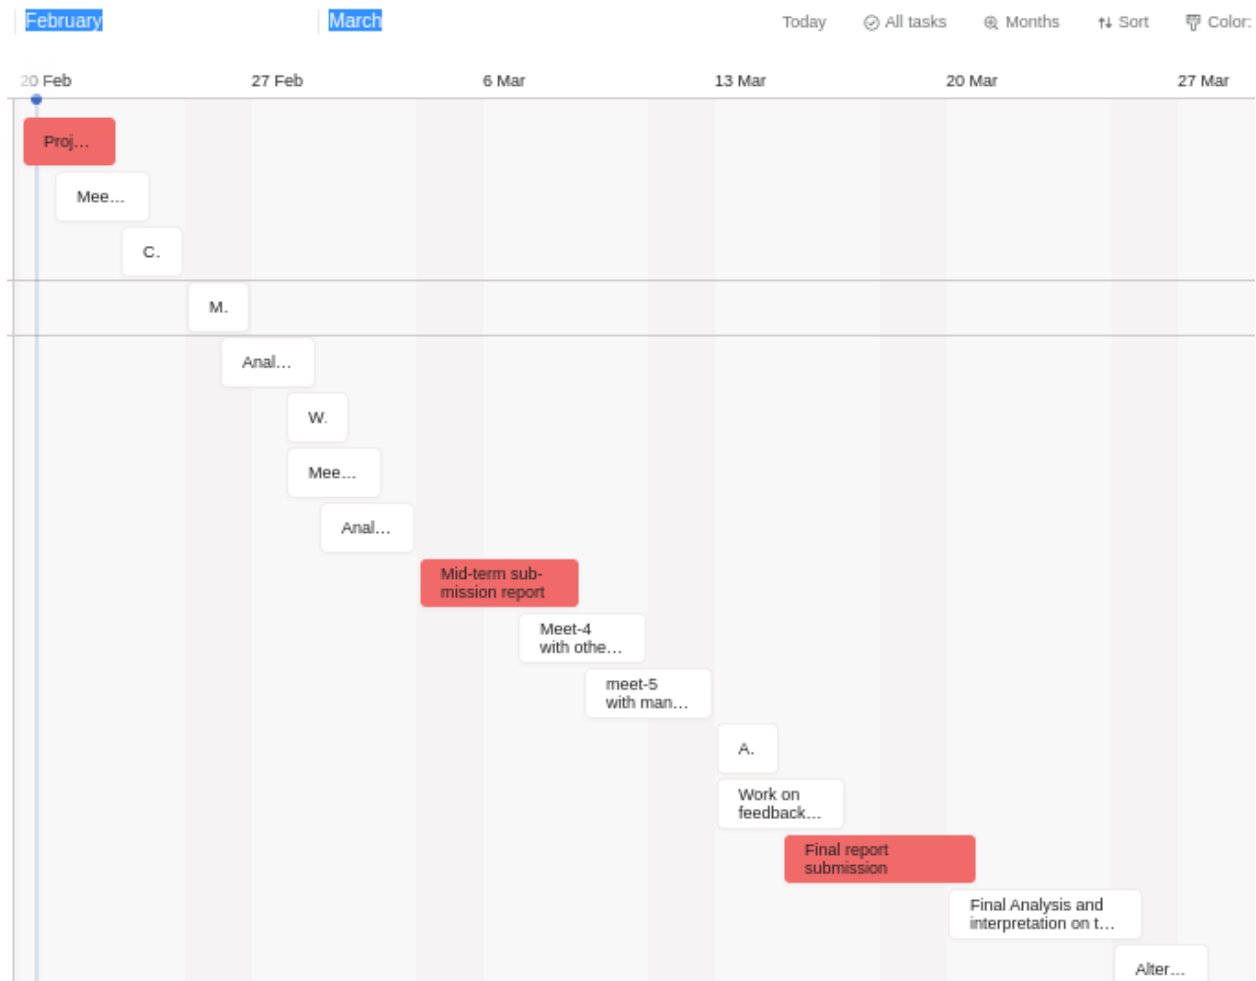 February March Today All tasks Months Sort Color:
20 Feb 27 Feb 6 Mar 13 Mar 20 Mar 27 Mar
Proj...
Mee...
C.
M.
Anal...
W.
Mee...
Anal...
Mid-term sub-
mission report
Meet-4
with othe...
meet-5
with man...
A.
Work on
feedback...
Final report
submission
Final Analysis and
interpretation on t...
Alter...